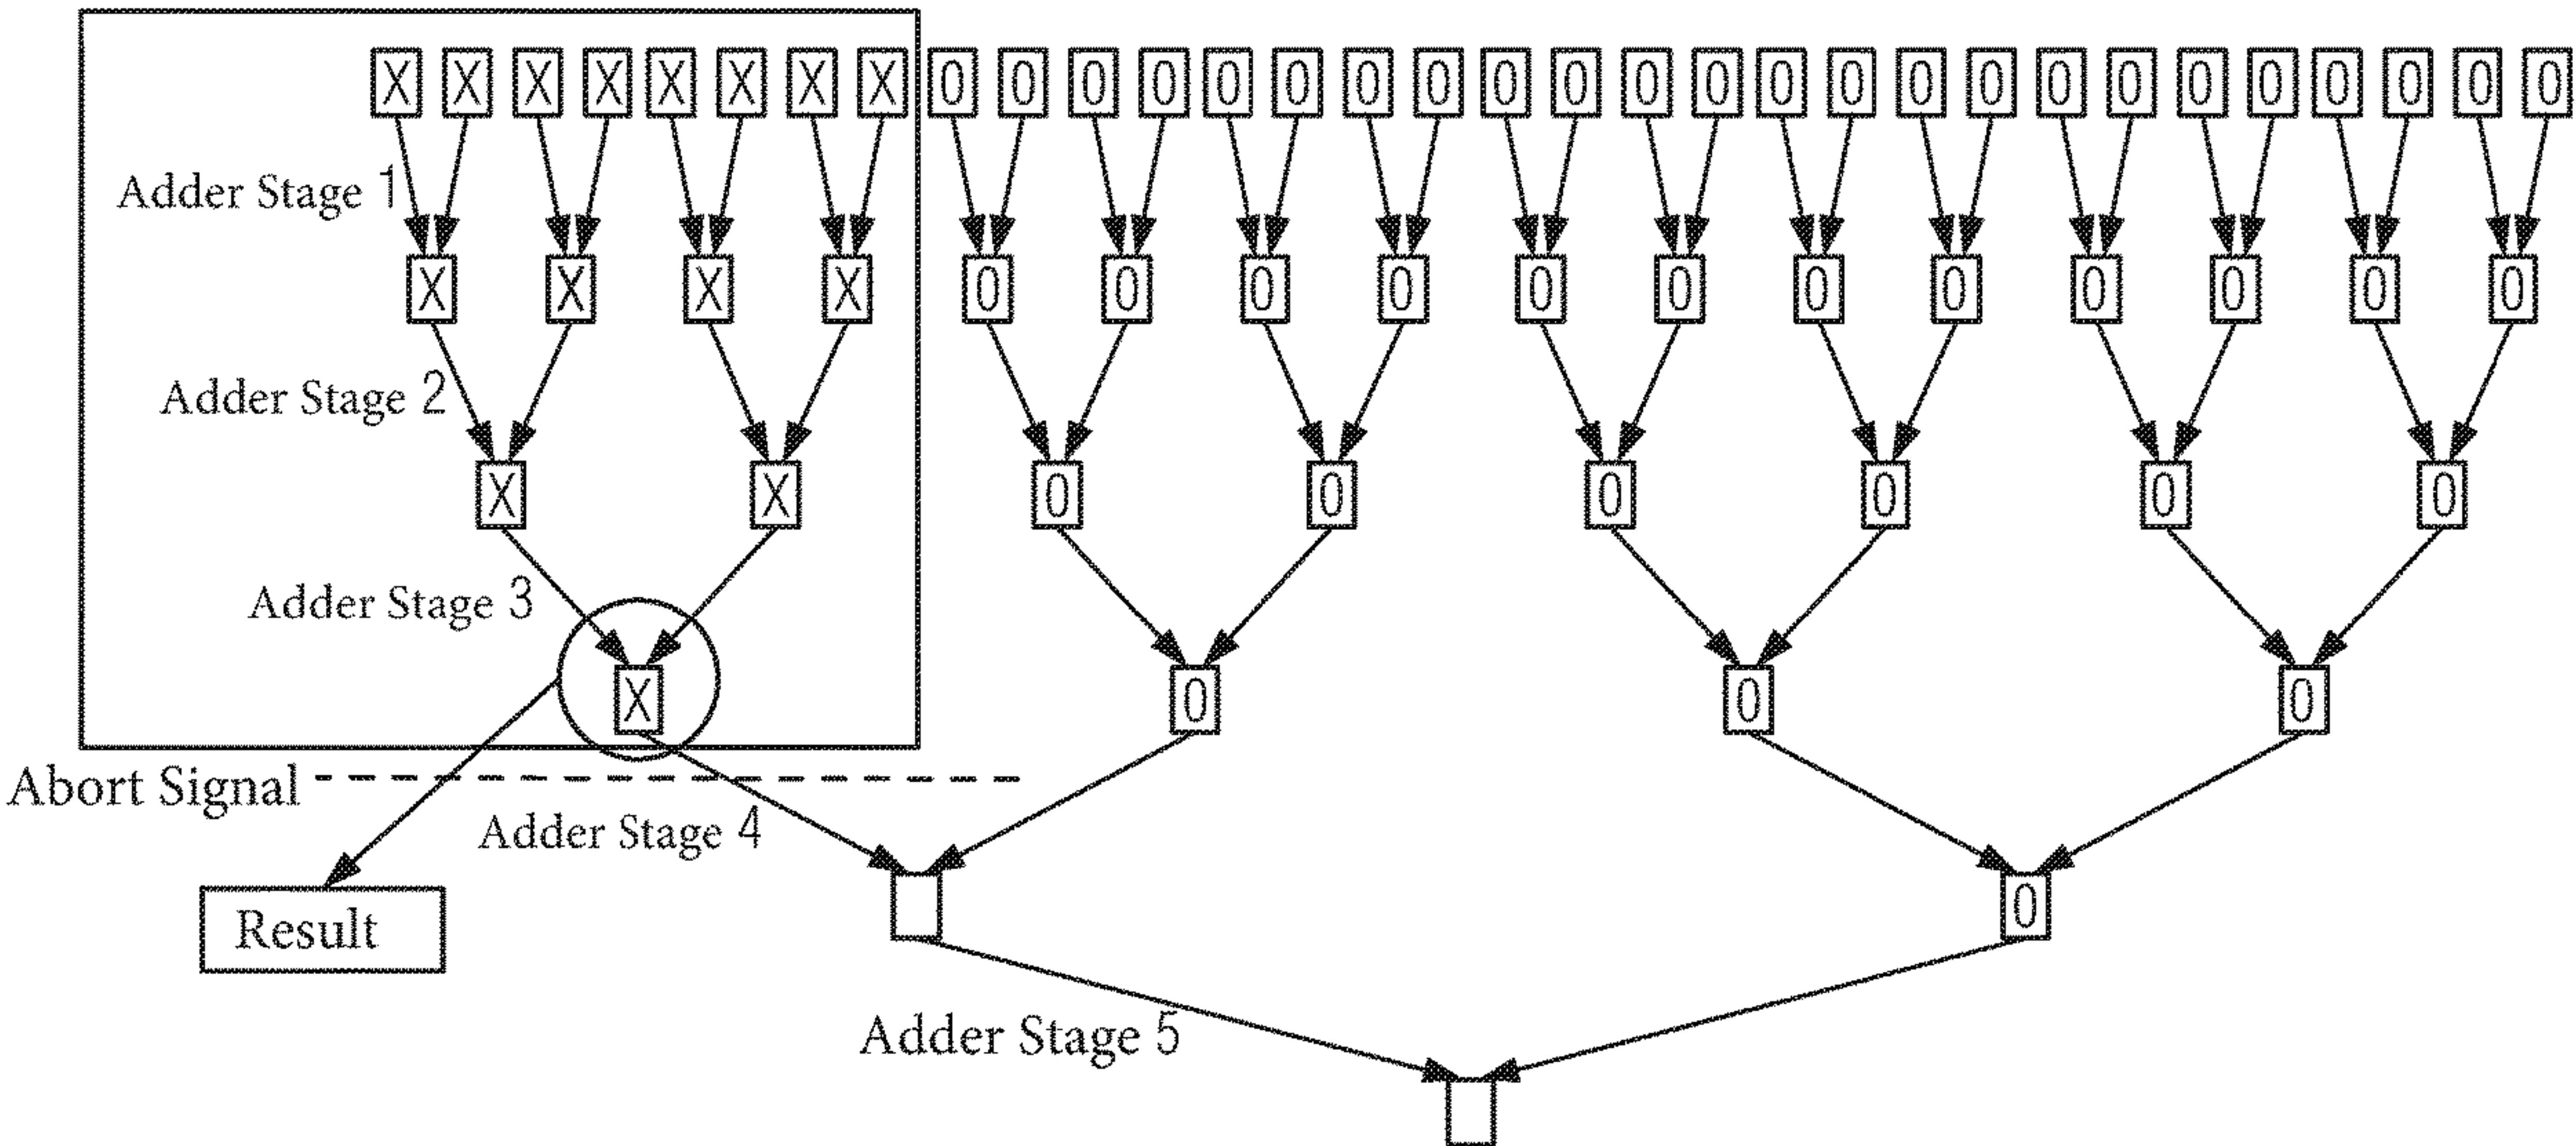 X X X X X X X X 0 0 0 0 0 0 0 0 0 0 0 0 0 0 0 0 0 0 0 0 0 0 0 0
Adder Stage 1
X X X X 0 0 0 0 0 0 0 0 0 0 0 0
Adder Stage 2
X X 0 0 0 0 0 0
Adder Stage 3
X 0 0 0
Abort Signal
Adder Stage 4
0
Result
Adder Stage 5